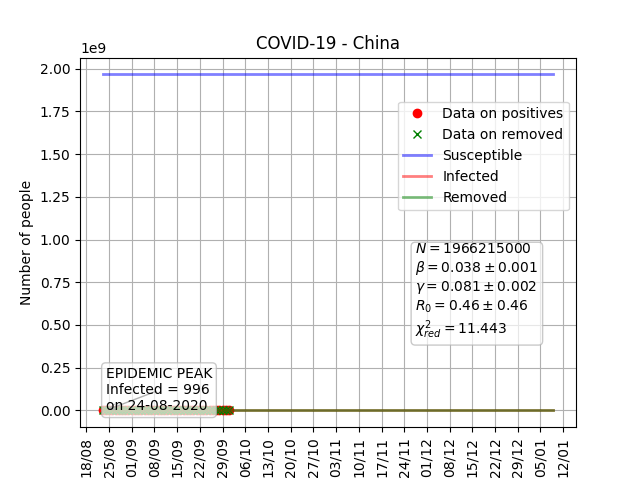 COVID-19 - China
1e9
2.00
1.75
1.50
1.25
1.00
0.75
0.50
0.25
0.00
Number of people
Data on positives
Data on removed
Susceptible
Infected
Removed
N = 1966215000
β = 0.038 ± 0.001
γ = 0.081 ± 0.002
R₀ = 0.46 ± 0.46
χ²_red = 11.443
EPIDEMIC PEAK
Infected = 996
on 24-08-2020
18/08
25/08
01/09
08/09
15/09
22/09
29/09
06/10
13/10
20/10
27/10
03/11
10/11
17/11
24/11
01/12
08/12
15/12
22/12
29/12
05/01
12/01